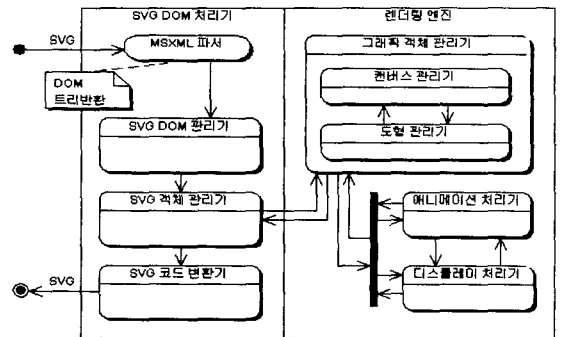 SVG DOM 처리기
렌더링 엔진
SVG
MSXML 파서
DOM
트리반환
SVG DOM 관리기
SVG 객체 관리기
SVG 코드 변환기
SVG
그래픽 객체 관리기
캔버스 관리기
도형 관리기
애니메이션 처리기
디스플레이 처리기